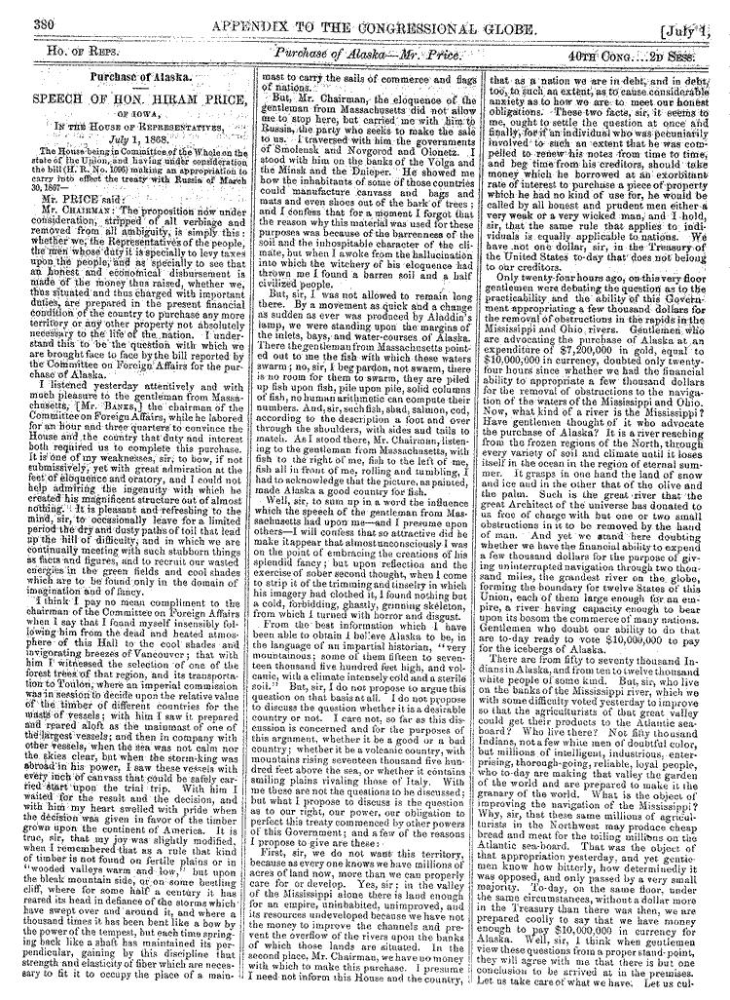 380
APPENDIX TO THE CONGRESSIONAL GLOBE.
[July 1,
Ho. of Reps.
Purchase of Alaska—Mr. Price.
40th Cong....2d Sess.
Purchase of Alaska.
SPEECH OF HON. HIRAM PRICE,
OF IOWA,
In the House of Representatives,
July 1, 1868.
The House being in Committee of the Whole on the
state of the Union, and having under consideration
the bill (H. R. No. 1096) making an appropriation to
carry into effect the treaty with Russia of March
30, 1867—
Mr. PRICE said:
Mr. Chairman: The proposition now under
consideration, stripped of all verbiage and
removed from all ambiguity, is simply this:
whether we, the Representatives of the people,
the men whose duty it is specially to levy taxes
upon the people, and as specially to see that
an honest and economical disbursement is
made of the money thus raised, whether we,
thus situated and thus charged with important
duties, are prepared in the present financial
condition of the country to purchase any more
territory or any other property not absolutely
necessary to the life of the nation. I under-
stand this to be the question with which we
are brought face to face by the bill reported by
the Committee on Foreign Affairs for the pur-
chase of Alaska.
I listened yesterday attentively and with
much pleasure to the gentleman from Massa-
chusetts, [Mr. Banks,] the chairman of the
Committee on Foreign Affairs, while he labored
for an hour and three quarters to convince the
House and the country that duty and interest
both required us to complete this purchase.
It is one of my weaknesses, sir, to bow, if not
submissively, yet with great admiration at the
feet of eloquence and oratory, and I could not
help admiring the ingenuity with which he
created his magnificent structure out of almost
nothing. It is pleasant and refreshing to the
mind, sir, to occasionally leave for a limited
period the dry and dusty paths of toil that lead
up the hill of difficulty, and in which we are
continually meeting with such stubborn things
as facts and figures, and to recruit our wasted
energies in the green fields and cool shades
which are to be found only in the domain of
imagination and of fancy.
I think I pay no mean compliment to the
chairman of the Committee on Foreign Affairs
when I say that I found myself insensibly fol-
lowing him from the dead and heated atmos-
phere of this Hall to the cool shades and
invigorating breezes of Vancouver; that with
him I witnessed the selection of one of the
forest trees of that region, and its transporta-
tion to Toulon, where an imperial commission
was in session to decide upon the relative value
of the timber of different countries for the
masts of vessels; with him I saw it prepared
and reared aloft as the mainmast of one of
the largest vessels; and then in company with
other vessels, when the sea was not calm nor
the skies clear, but when the storm-king was
abroad in his power, I saw these vessels with
every inch of canvass that could be safely car-
ried start upon the trial trip. With him I
waited for the result and the decision, and
with him my heart swelled with pride when
the decision was given in favor of the timber
grown upon the continent of America. It is
true, sir, that my joy was slightly modified,
when I remembered that as a rule that kind
of timber is not found on fertile plains or in
"wooded valleys warm and low," but upon
the bleak mountain side, or on some beetling
cliff, where for some half a century it has
reared its head in defiance of the storms which
have swept over and around it, and where a
thousand times it has been bent like a bow by
the power of the tempest, but each time spring-
ing back like a shaft has maintained its per-
pendicular, gaining by this discipline that
strength and elasticity of fiber which are neces-
sary to fit it to occupy the place of a main-
mast to carry the sails of commerce and flags
of nations.
But, Mr. Chairman, the eloquence of the
gentleman from Massachusetts did not allow
me to stop here, but carried me with him to
Russia, the party who seeks to make the sale
to us. I traversed with him the governments
of Smolensk and Novgorod and Olonetz. I
stood with him on the banks of the Volga and
the Minsk and the Dnieper. He showed me
how the inhabitants of some of those countries
could manufacture canvass and bags and
mats and even shoes out of the bark of trees;
and I confess that for a moment I forgot that
the reason why this material was used for these
purposes was because of the barrenness of the
soil and the inhospitable character of the cli-
mate, but when I awoke from the hallucination
into which the witchery of his eloquence had
thrown me I found a barren soil and a half
civilized people.
But, sir, I was not allowed to remain long
there. By a movement as quick and a change
as sudden as ever was produced by Aladdin's
lamp, we were standing upon the margins of
the inlets, bays, and water-courses of Alaska.
There the gentleman from Massachusetts point-
ed out to me the fish with which these waters
swarm; no, sir, I beg pardon, not swarm, there
is no room for them to swarm, they are piled
up fish upon fish, pile upon pile, solid columns
of fish, no human arithmetic can compute their
numbers. And, sir, such fish, shad, salmon, cod,
according to the description a foot and over
through the shoulders, with sides and tails to
match. As I stood there, Mr. Chairman, listen-
ing to the gentleman from Massachusetts, with
fish to the right of me, fish to the left of me,
fish all in front of me, rolling and tumbling, I
had to acknowledge that the picture, as painted,
made Alaska a good country for fish.
Well, sir, to sum up in a word the influence
which the speech of the gentleman from Mas-
sachusetts had upon me—and I presume upon
others—I will confess that so attractive did he
make it appear that almost unconsciously I was
on the point of embracing the creations of his
splendid fancy; but upon reflection and the
exercise of sober second thought, when I come
to strip it of the trimming and tinselry in which
his imagery had clothed it, I found nothing but
a cold, forbidding, ghastly, grinning skeleton,
from which I turned with horror and disgust.
From the best information which I have
been able to obtain I believe Alaska to be, in
the language of an impartial historian, "very
mountainous; some of them fifteen to seven-
teen thousand five hundred feet high, and vol-
canic, with a climate intensely cold and a sterile
soil." But, sir, I do not propose to argue this
question on that basis at all. I do not propose
to discuss the question whether it is a desirable
country or not. I care not, so far as this dis-
cussion is concerned and for the purposes of
this argument, whether it be a good or a bad
country; whether it be a volcanic country, with
mountains rising seventeen thousand five hun-
dred feet above the sea, or whether it contains
smiling plains rivaling those of Italy. With
me these are not the questions to be discussed;
but what I propose to discuss is the question
as to our right, our power, our obligation to
perfect this treaty commenced by other powers
of this Government; and a few of the reasons
I propose to give are these:
First, sir, we do not want this territory,
because as every one knows we have millions of
acres of land now, more than we can properly
care for or develop. Yes, sir; in the valley
of the Mississippi alone there is land enough
for an empire, uninhabited, unimproved, and
its resources undeveloped because we have not
the money to improve the channels and pre-
vent the overflow of the rivers upon the banks
of which those lands are situated. In the
second place, Mr. Chairman, we have no money
with which to make this purchase. I presume
I need not inform this House and the country,
that as a nation we are in debt, and in debt,
too, to such an extent, as to cause considerable
anxiety as to how we are to meet our honest
obligations. These two facts, sir, it seems to
me, ought to settle the question at once and
finally, for if an individual who was pecuniarily
involved to such an extent that he was com-
pelled to renew his notes from time to time,
and beg time from his creditors, should take
money which he borrowed at an exorbitant
rate of interest to purchase a piece of property
which he had no kind of use for, he would be
called by all honest and prudent men either a
very weak or a very wicked man, and I hold,
sir, that the same rule that applies to indi-
viduals is equally applicable to nations. We
have not one dollar, sir, in the Treasury of
the United States to-day that does not belong
to our creditors.
Only twenty-four hours ago, on this very floor
gentlemen were debating the question as to the
practicability and the ability of this Govern-
ment appropriating a few thousand dollars for
the removal of obstructions in the rapids in the
Mississippi and Ohio rivers. Gentlemen who
are advocating the purchase of Alaska at an
expenditure of $7,200,000 in gold, equal to
$10,000,000 in currency, doubted only twenty-
four hours since whether we had the financial
ability to appropriate a few thousand dollars
for the removal of obstructions to the naviga-
tion of the waters of the Mississippi and Ohio.
Now, what kind of a river is the Mississippi?
Have gentlemen thought of it who advocate
the purchase of Alaska? It is a river reaching
from the frozen regions of the North, through
every variety of soil and climate until it loses
itself in the ocean in the region of eternal sum-
mer. It grasps in one hand the land of snow
and ice and in the other that of the olive and
the palm. Such is the great river that the
great Architect of the universe has donated to
us free of charge with but one or two small
obstructions in it to be removed by the hand
of man. And yet we stand here doubting
whether we have the financial ability to expend
a few thousand dollars for the purpose of giv-
ing uninterrupted navigation through two thou-
sand miles, the grandest river on the globe,
forming the boundary for twelve States of this
Union, each of them large enough for an em-
pire, a river having capacity enough to bear
upon its bosom the commerce of many nations.
Gentlemen who doubt our ability to do that
are to-day ready to vote $10,000,000 to pay
for the icebergs of Alaska.
There are from fifty to seventy thousand In-
dians in Alaska, and from ten to twelve thousand
white people of some kind. But, sir, who live
on the banks of the Mississippi river, which we
with some difficulty voted yesterday to improve
so that the agriculturists of that great valley
could get their products to the Atlantic sea-
board? Who live there? Not fifty thousand
Indians, not a few white men of doubtful color,
but millions of intelligent, industrious, enter-
prising, thorough-going, reliable, loyal people,
who to-day are making that valley the garden
of the world and are prepared to make it the
granary of the world. What is the object of
improving the navigation of the Mississippi?
Why, sir, that these same millions of agricul-
turists in the Northwest may produce cheap
bread and meat for the toiling millions on the
Atlantic sea-board. That was the object of
that appropriation yesterday, and yet gentle-
men know how bitterly, how determinedly it
was opposed, and only passed by a very small
majority. To-day, on the same floor, under
the same circumstances, without a dollar more
in the Treasury than there was then, we are
prepared coolly to say that we have money
enough to pay $10,000,000 in currency for
Alaska. Well, sir, I think when gentlemen
view these questions from a proper stand-point,
they will agree with me that there is but one
conclusion to be arrived at in the premises.
Let us take care of what we have. Let us cul-